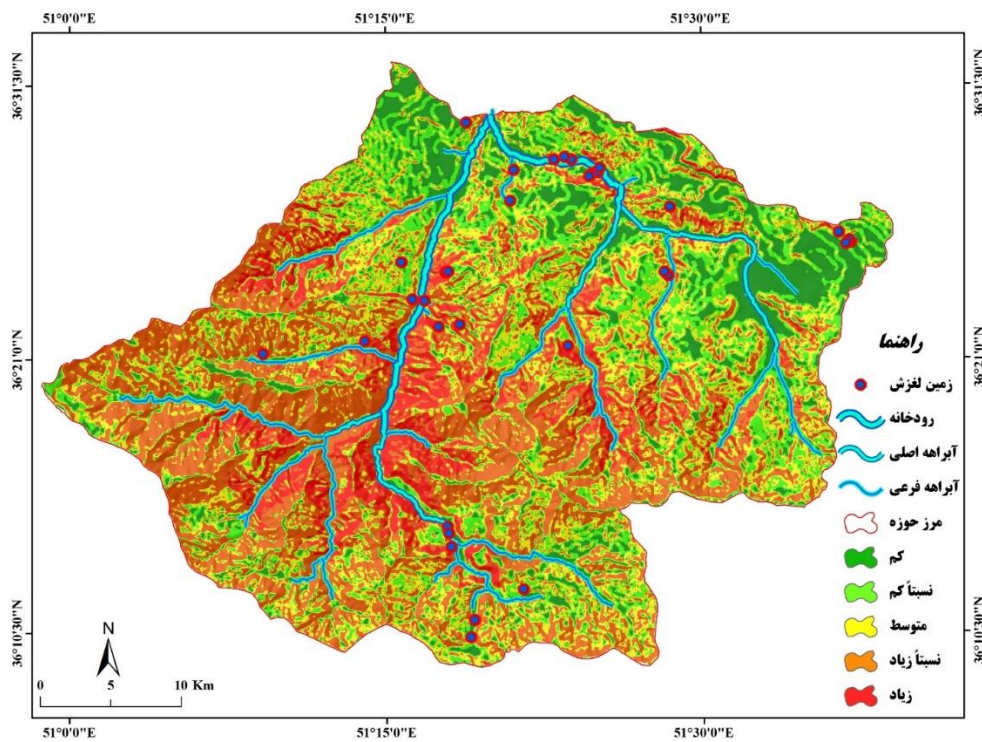 51°0'0"E 51°15'0"E 51°30'0"E
36°31'30"N
36°31'30"N
36°21'0"N
36°21'0"N
36°10'30"N
36°10'30"N
راهنما
زمین لغزش
رودخانه
آبراهه اصلی
آبراهه فرعی
مرز حوزه
کم
نسبتاً کم
متوسط
نسبتاً زیاد
زیاد
N
0 5 10 Km
51°0'0"E 51°15'0"E 51°30'0"E